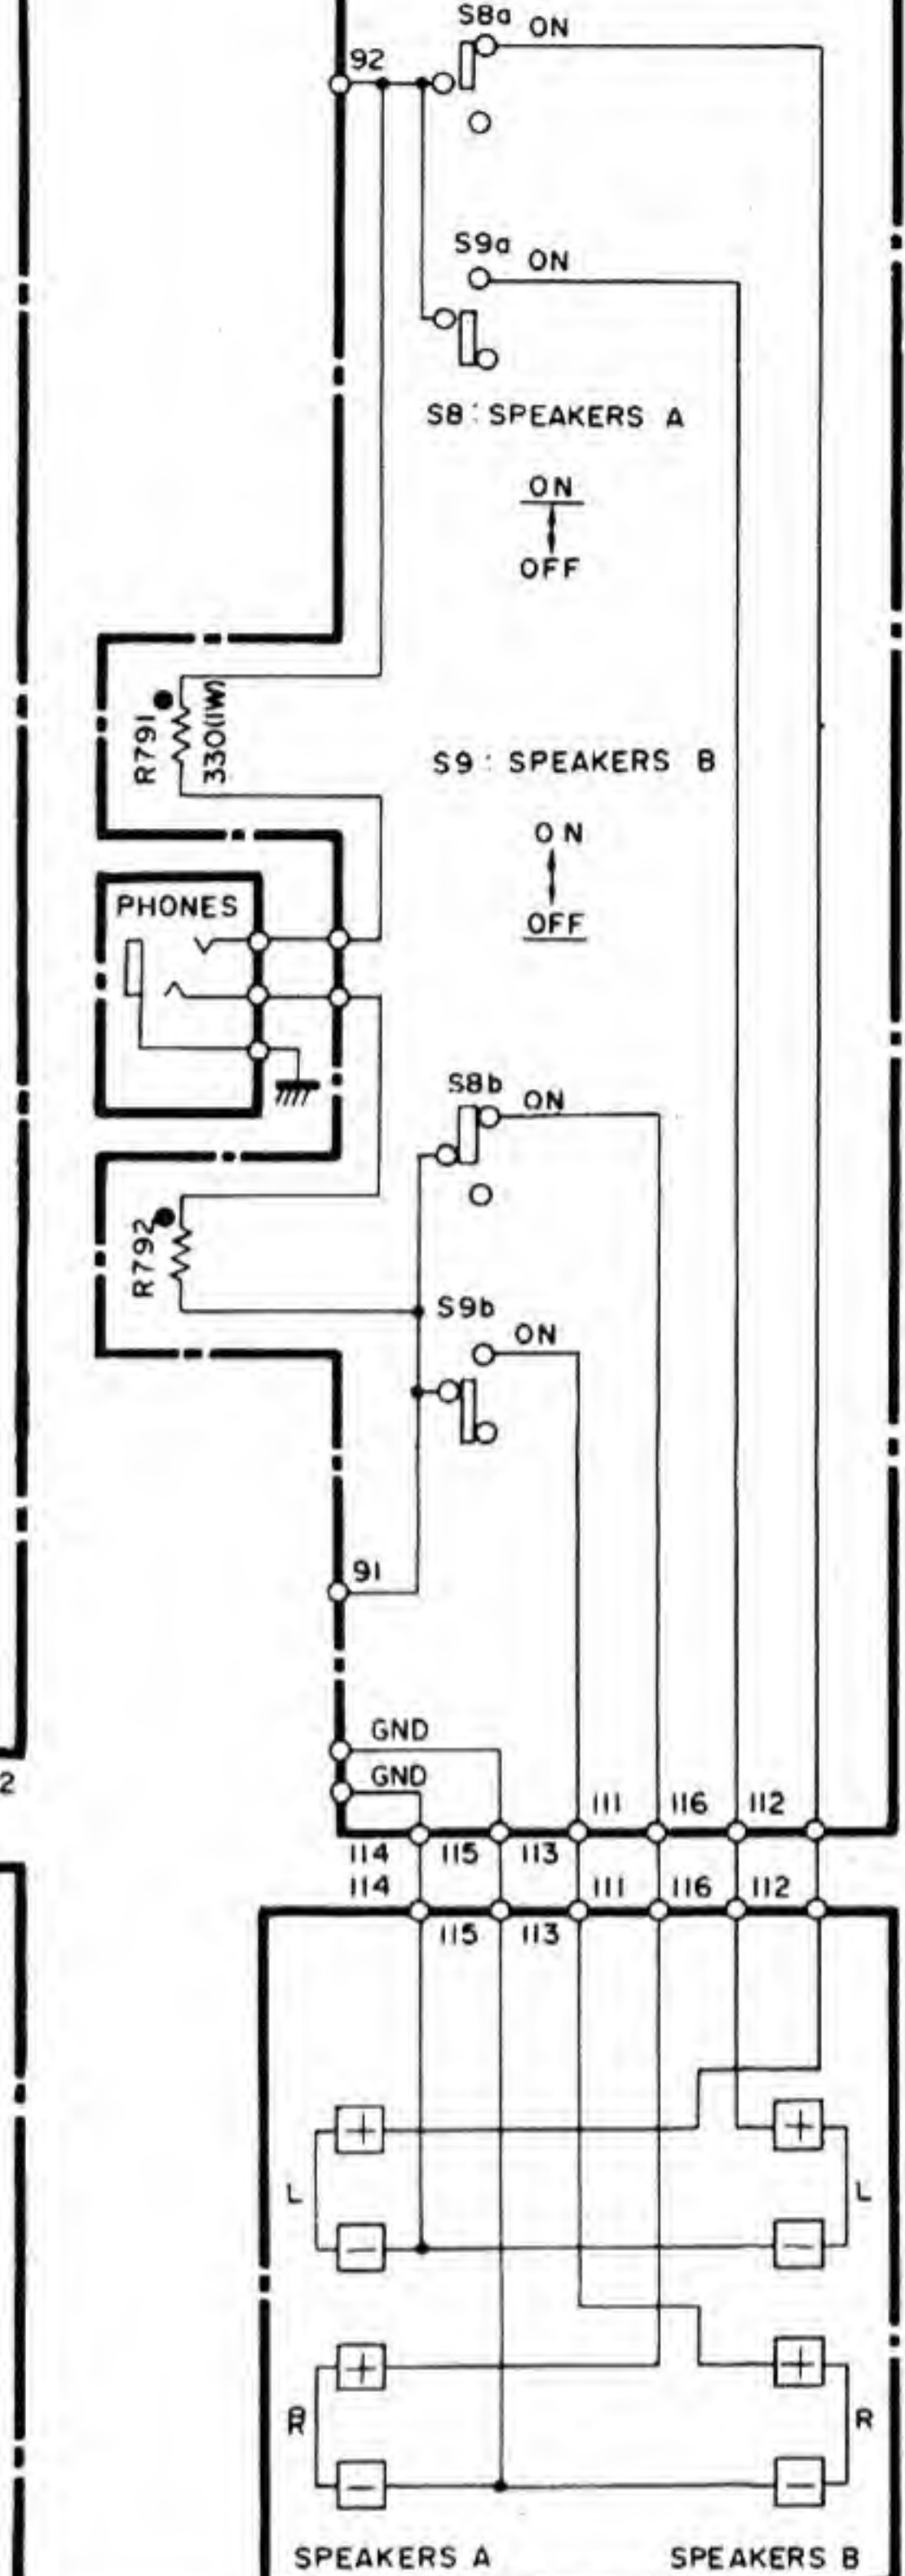 S8a ON
92
S9a ON
S8 : SPEAKERS A
ON
OFF
R791
330(1W)
S9 : SPEAKERS B
ON
OFF
PHONES
S8b ON
R792
S9b ON
91
GND
GND
2
111 116 112
114 115 113
114 111 116 112
115 113
+ +
L L
− −
+ +
R R
− −
SPEAKERS A SPEAKERS B